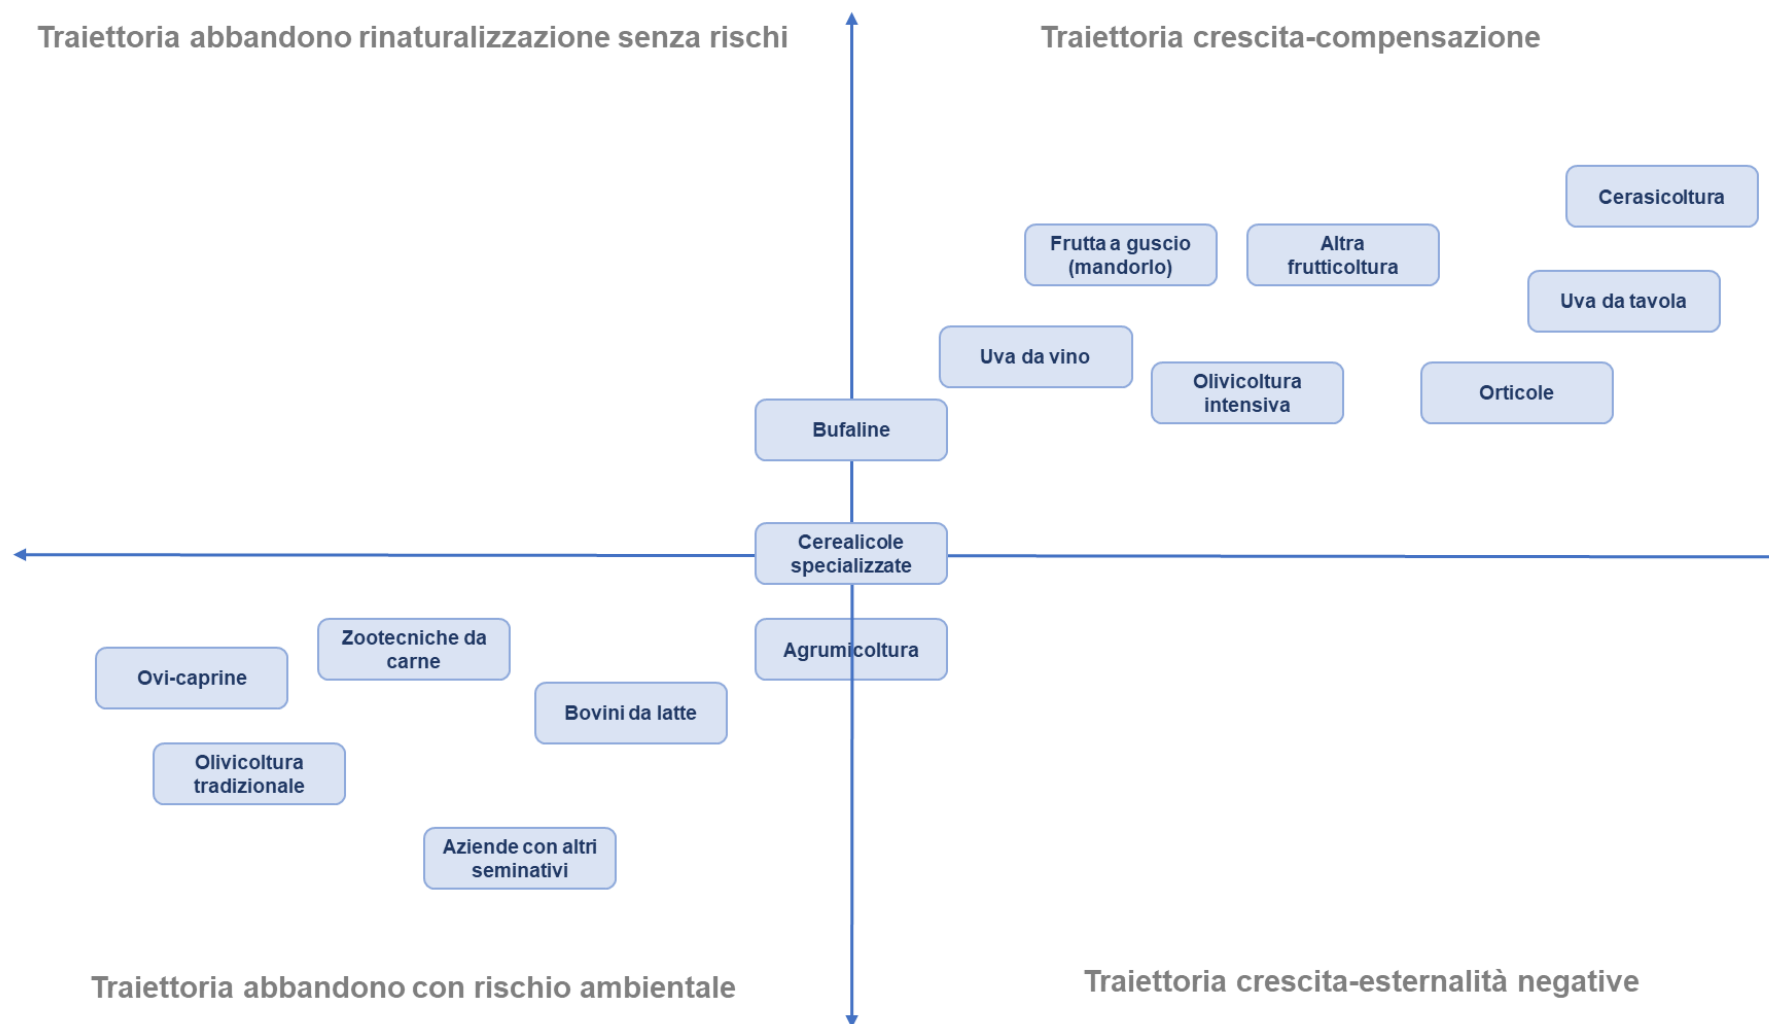 Traiettoria abbandono rinaturalizzazione senza rischi
Traiettoria crescita-compensazione
Cerasicoltura
Frutta a guscio
(mandorlo)
Altra
frutticoltura
Uva da tavola
Uva da vino
Olivicoltura
intensiva
Orticole
Bufaline
Cerealicole
specializzate
Zootecniche da
carne
Agrumicoltura
Ovi-caprine
Bovini da latte
Olivicoltura
tradizionale
Aziende con altri
seminativi
Traiettoria abbandono con rischio ambientale
Traiettoria crescita-esternalità negative